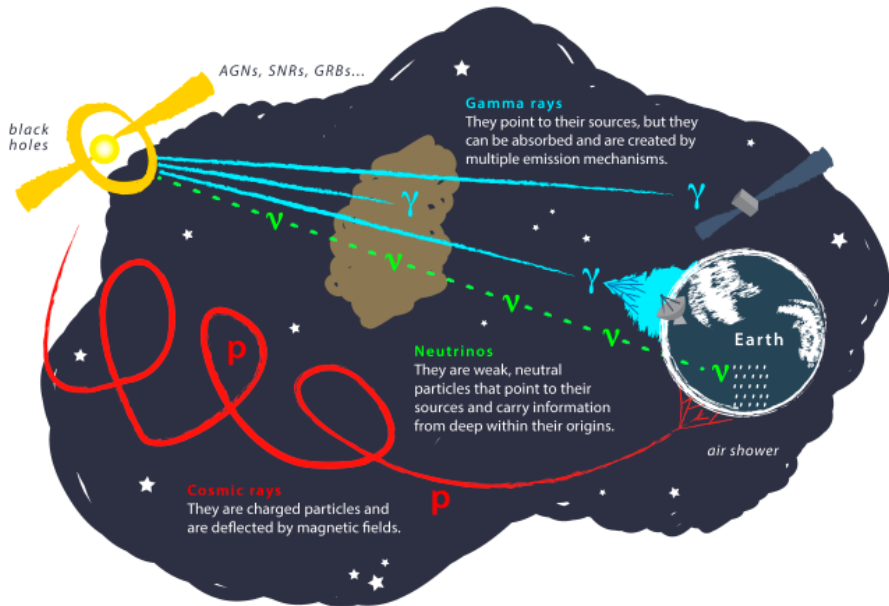 AGNs, SNRs, GRBs...
black
holes
Gamma rays
They point to their sources, but they
can be absorbed and are created by
multiple emission mechanisms.
γ
γ
ν
ν
γ
ν
ν
Earth
p
Neutrinos
They are weak, neutral
particles that point to their
sources and carry information
from deep within their origins.
ν
air shower
Cosmic rays
They are charged particles and
are deflected by magnetic fields.
p